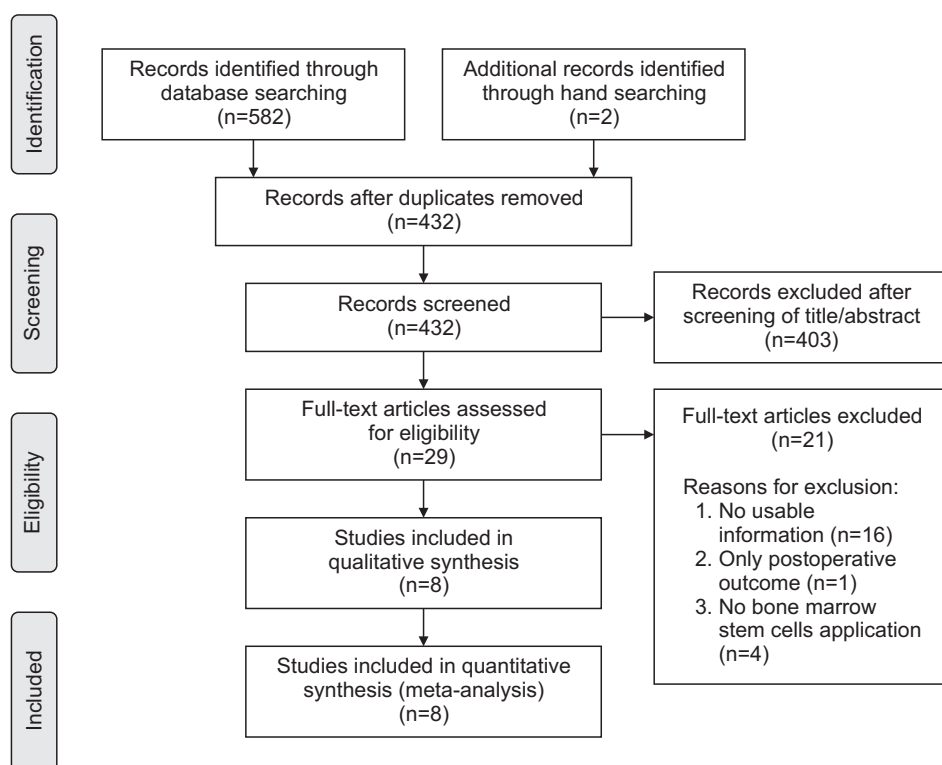 Identification
Records identified through
database searching
(n=582)
Additional records identified
through hand searching
(n=2)
Records after duplicates removed
(n=432)
Screening
Records screened
(n=432)
Records excluded after
screening of title/abstract
(n=403)
Eligibility
Full-text articles assessed
for eligibility
(n=29)
Full-text articles excluded
(n=21)
Reasons for exclusion:
1. No usable
information (n=16)
2. Only postoperative
outcome (n=1)
3. No bone marrow
stem cells application
(n=4)
Studies included in
qualitative synthesis
(n=8)
Included
Studies included in quantitative
synthesis (meta-analysis)
(n=8)